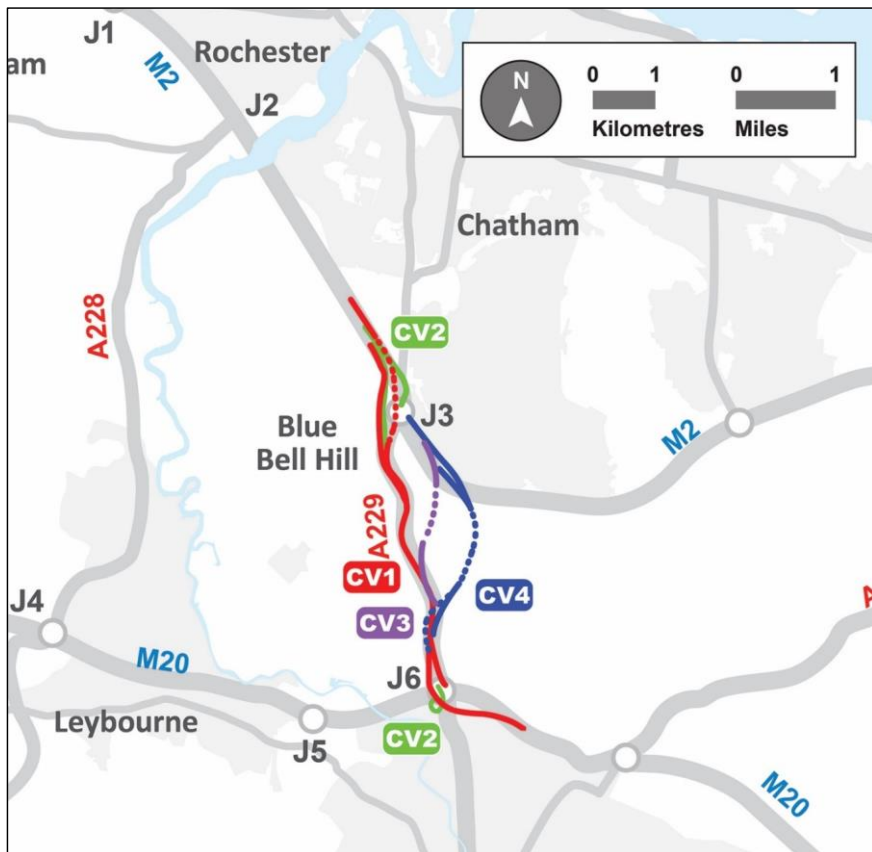 J1
Rochester
am
M2
J2
N
0 1
Kilometres
0 1
Miles
Chatham
A228
CV2
J3
Blue
Bell Hill
M2
A229
CV1
CV4
CV3
J4
M20
J6
Leybourne
CV2
J5
M20